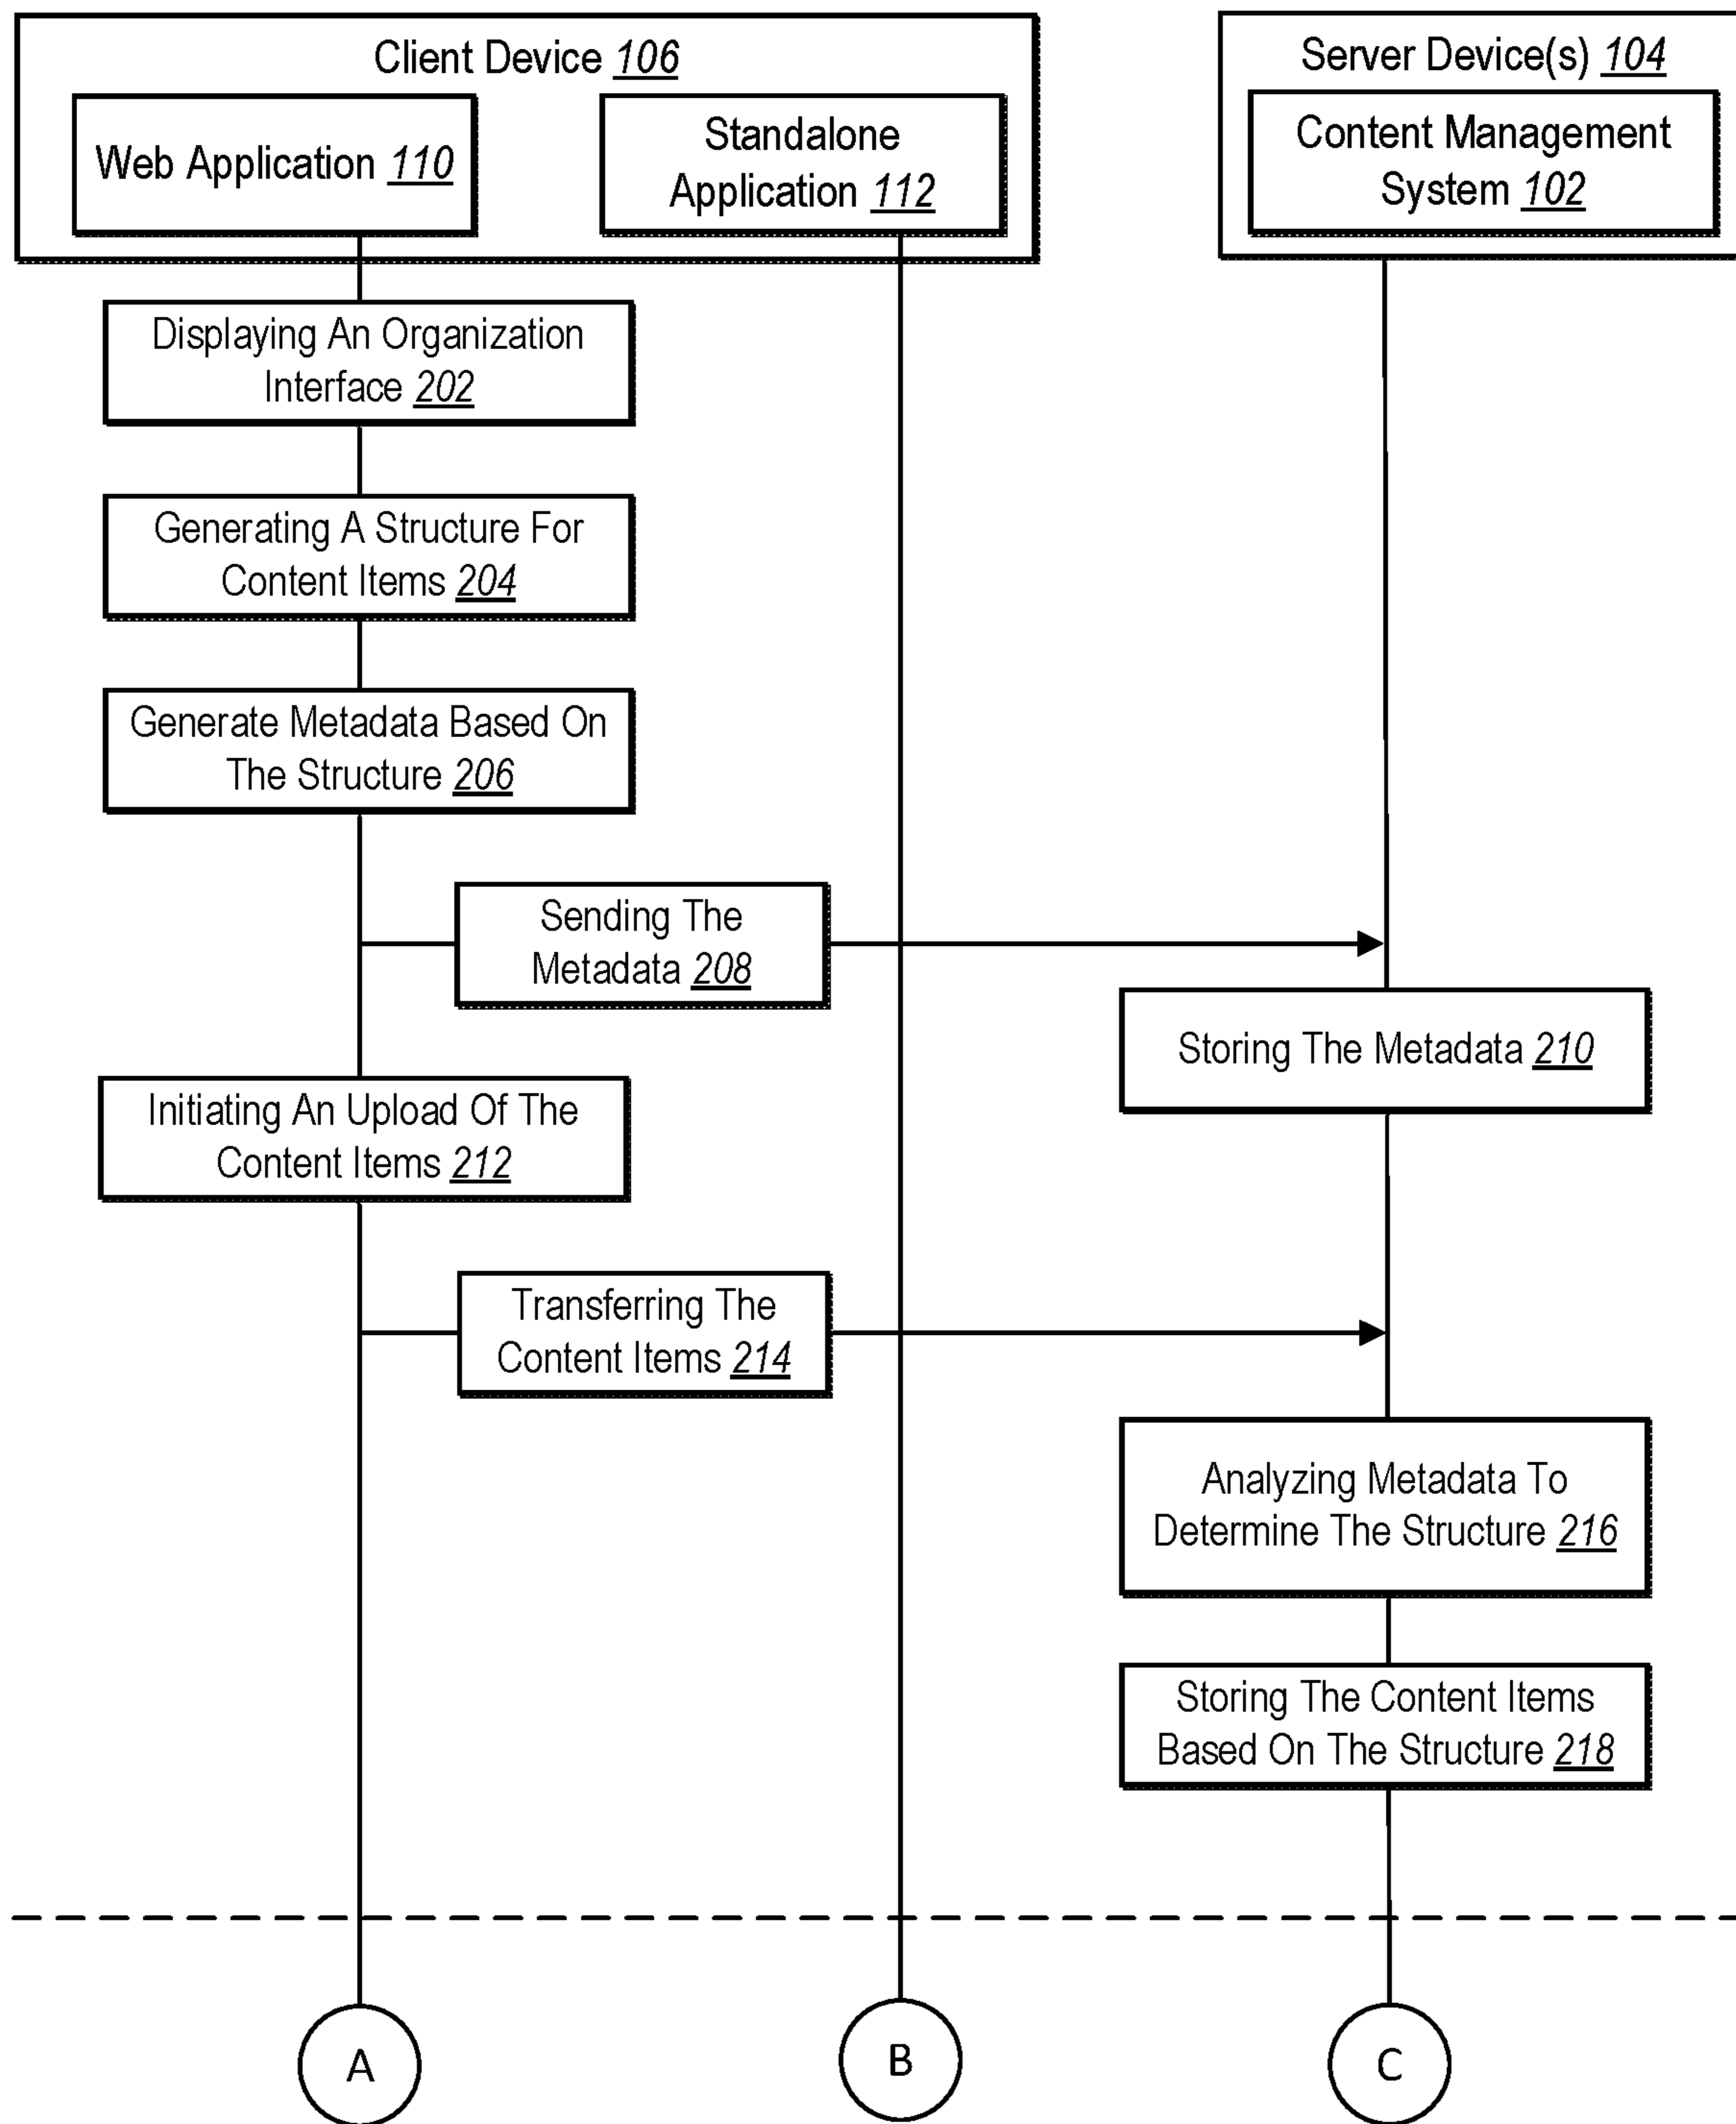 Client Device 106
Web Application 110
Standalone
Application 112
Server Device(s) 104
Content Management
System 102
Displaying An Organization
Interface 202
Generating A Structure For
Content Items 204
Generate Metadata Based On
The Structure 206
Sending The
Metadata 208
Storing The Metadata 210
Initiating An Upload Of The
Content Items 212
Transferring The
Content Items 214
Analyzing Metadata To
Determine The Structure 216
Storing The Content Items
Based On The Structure 218
A
B
C